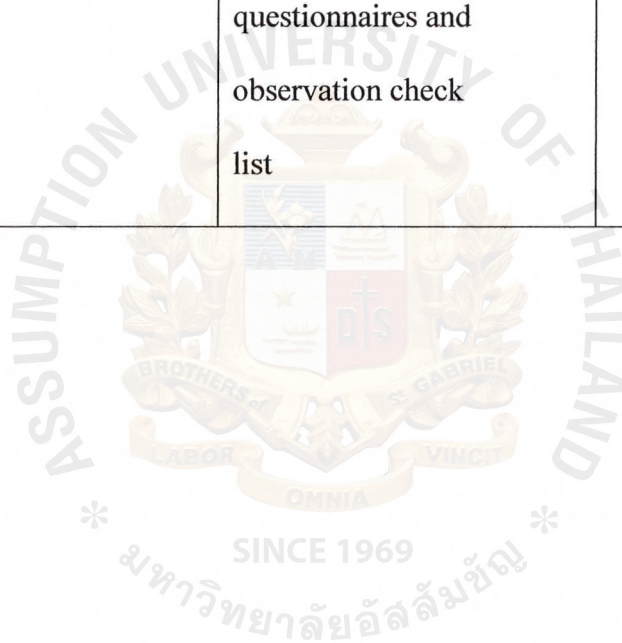 questionnaires and
observation check
list
ASSUMPTION UNIVERSITY OF THAILAND
A M
D S
BROTHERS OF
ST GABRIEL
LABOR
VINCIT
OMNIA
* SINCE 1969 *
มหาวิทยาลัยอัสสัมชัญ